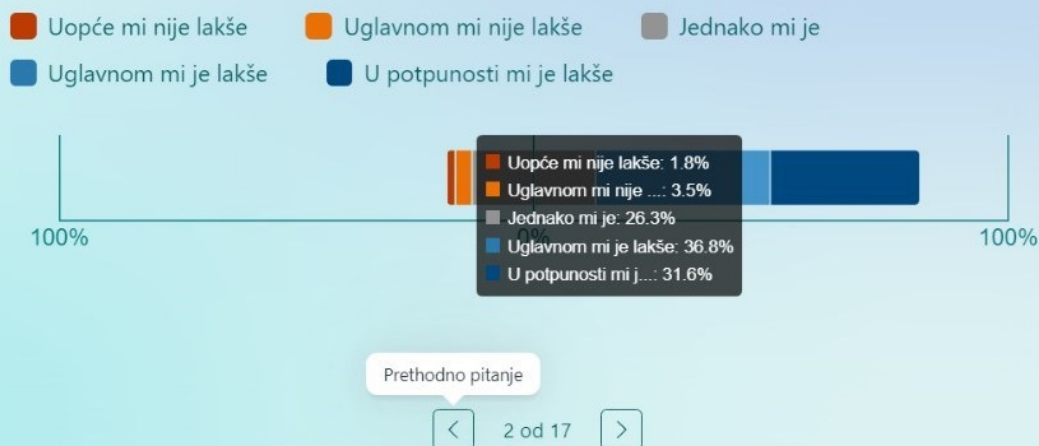 Uopće mi nije lakše Uglavnom mi nije lakše Jednako mi je
Uglavnom mi je lakše U potpunosti mi je lakše
Uopće mi nije lakše: 1.8%
Uglavnom mi nije ...: 3.5%
Jednako mi je: 26.3%
100% 0% 100%
Uglavnom mi je lakše: 36.8%
U potpunosti mi j...: 31.6%
Prethodno pitanje
< 2 od 17 >